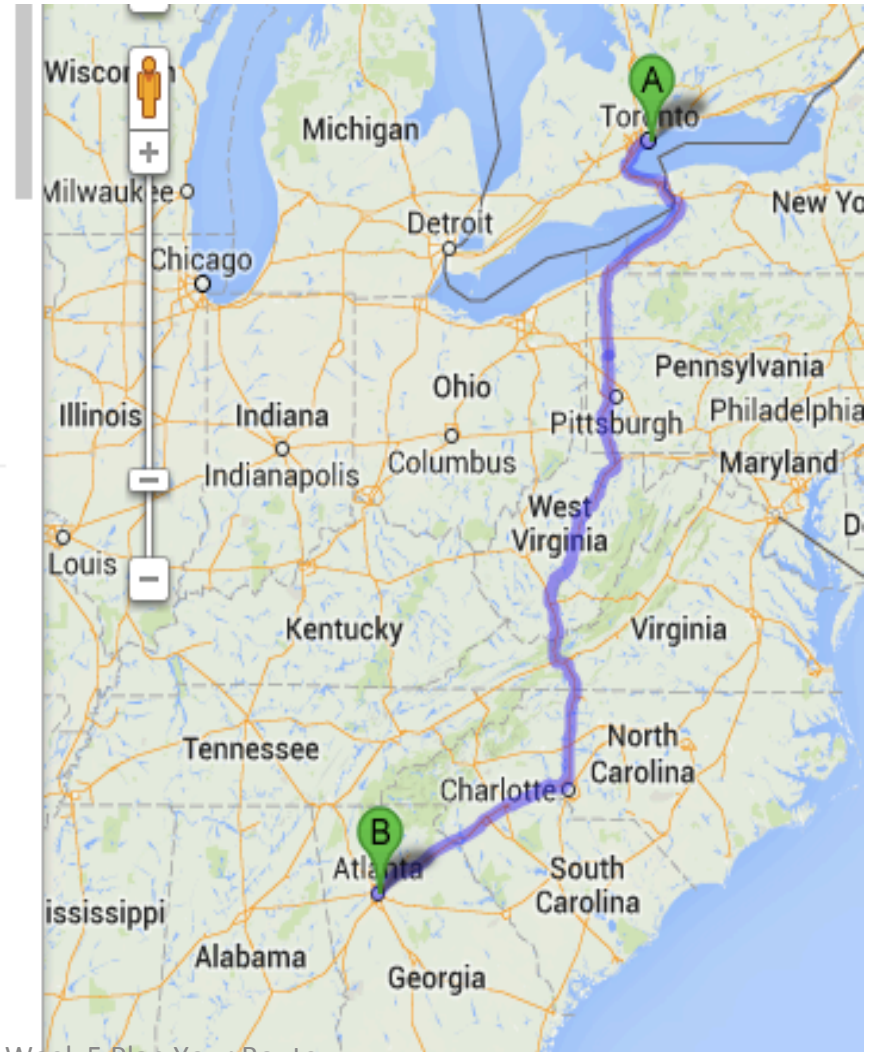 A
Wisconsin
Toronto
Michigan
+
Milwaukee
New Yo
Detroit
Chicago
Pennsylvania
Ohio
Illinois
Indiana
Pittsburgh
Philadelphia
Columbus
Maryland
Indianapolis
West
Virginia
D
Louis
Kentucky
Virginia
North
Carolina
Tennessee
Charlotte
B
Atlanta
South
Carolina
ississippi
Alabama
Georgia